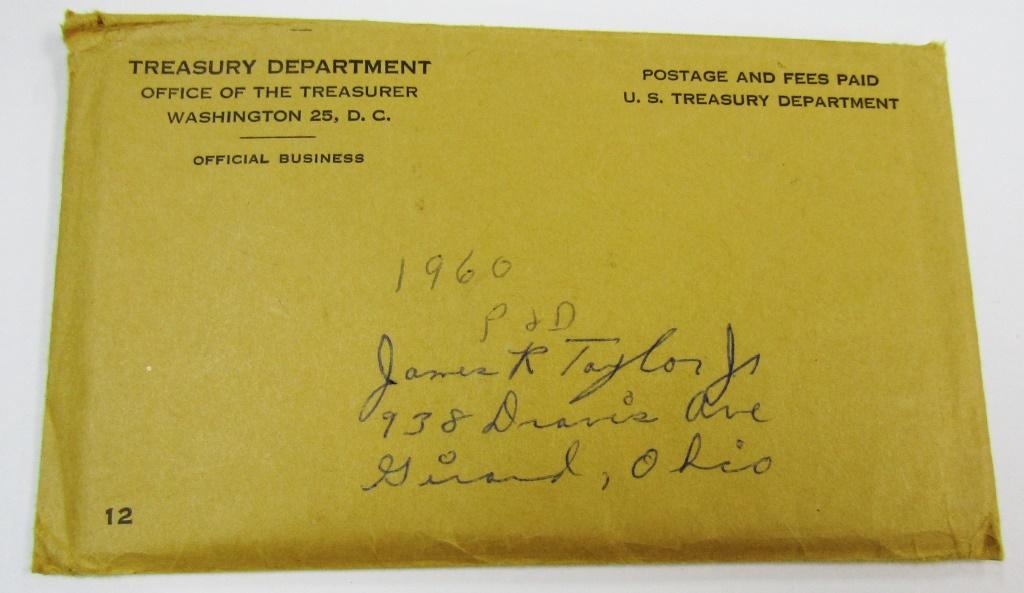 TREASURY DEPARTMENT
OFFICE OF THE TREASURER
WASHINGTON 25, D. C.
OFFICIAL BUSINESS
POSTAGE AND FEES PAID
U. S. TREASURY DEPARTMENT
1960
P & D
James R Taylor Jr
938 Dravis Ave
Girard, Ohio
12